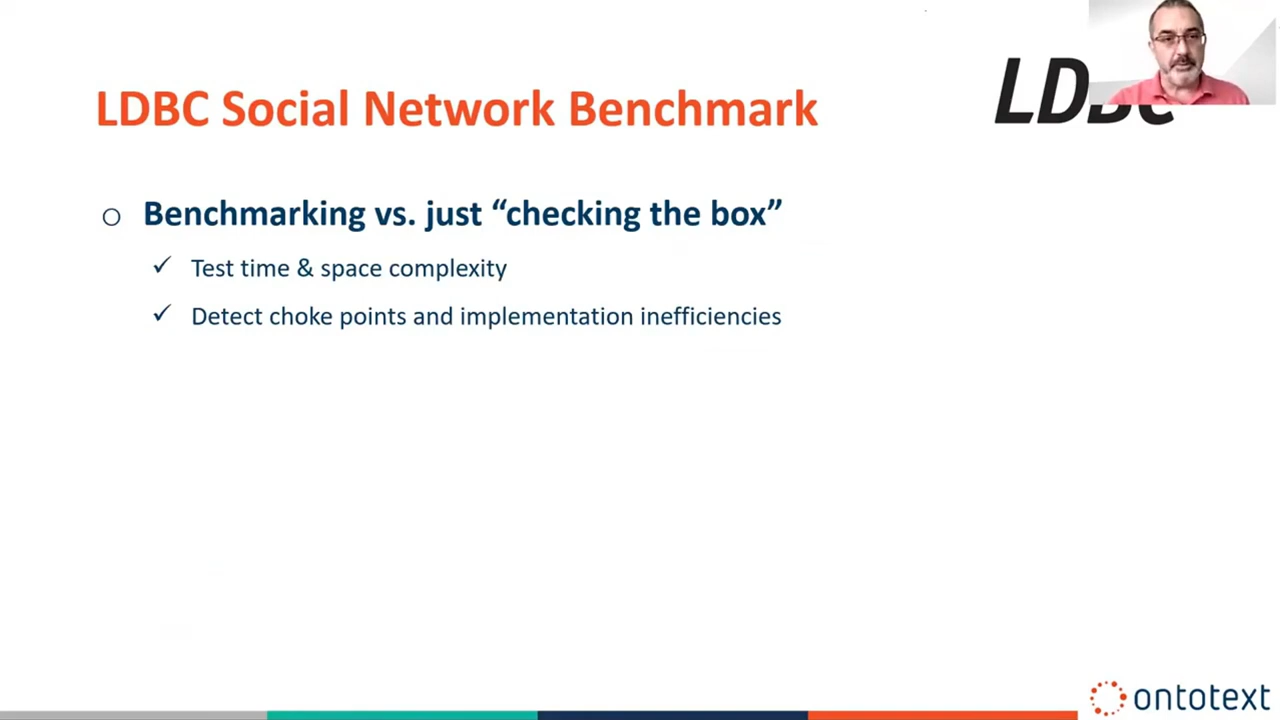 LDBC Social Network Benchmark
LDBC
Benchmarking vs. just “checking the box”
✓ Test time & space complexity
✓ Detect choke points and implementation inefficiencies
ontotext